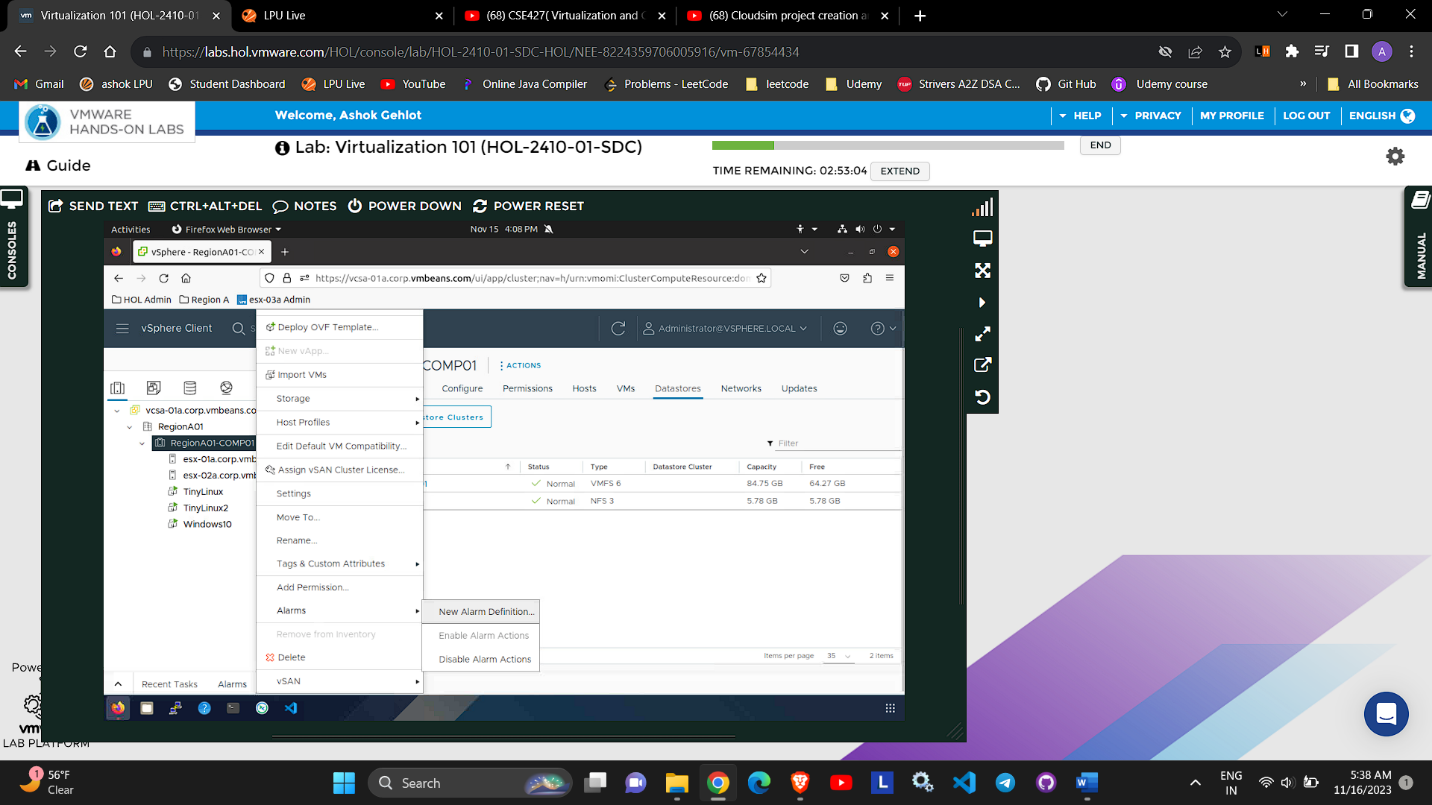 Virtualization 101 (HOL-2410-01
LPU Live
(68) CSE427( Virtualization and C
(68) Cloudsim project creation a
https://labs.hol.vmware.com/HOL/console/lab/HOL-2410-01-SDC-HOL/NEE-8224359706005916/vm-67854434
A
Gmail
ashok LPU
Student Dashboard
LPU Live
YouTube
Online Java Compiler
Problems - LeetCode
leetcode
Udemy
Strivers A2Z DSA C...
Git Hub
Udemy course
»
All Bookmarks
VMWARE
HANDS-ON LABS
Welcome, Ashok Gehlot
HELP
PRIVACY
MY PROFILE
LOG OUT
ENGLISH
Guide
Lab: Virtualization 101 (HOL-2410-01-SDC)
END
TIME REMAINING: 02:53:04
EXTEND
CONSOLES
MANUAL
SEND TEXT
CTRL+ALT+DEL
NOTES
POWER DOWN
POWER RESET
Activities
Firefox Web Browser
Nov 15 4:08 PM
vSphere - RegionA01-CO
https://vcsa-01a.corp.vmbeans.com/ui/app/cluster;nav=h/urn:vmomi:ClusterComputeResource:dor
HOL Admin
Region A
esx-03a Admin
vSphere Client
Administrator@VSPHERE.LOCAL
Deploy OVF Template...
New vApp...
Import VMs
Storage
Host Profiles
Edit Default VM Compatibility...
Assign vSAN Cluster License...
Settings
Move To...
Rename...
Tags & Custom Attributes
Add Permission...
Alarms
Remove from Inventory
Delete
vSAN
New Alarm Definition...
Enable Alarm Actions
Disable Alarm Actions
COMP01
ACTIONS
Configure
Permissions
Hosts
VMs
Datastores
Networks
Updates
store Clusters
Filter
Status
Type
Datastore Cluster
Capacity
Free
Normal
VMFS 6
84.75 GB
64.27 GB
Normal
NFS 3
5.78 GB
5.78 GB
Items per page
35
2 items
vcsa-01a.corp.vmbeans.co
RegionA01
RegionA01-COMP01
esx-01a.corp.vmb
esx-02a.corp.vmb
TinyLinux
TinyLinux2
Windows10
Recent Tasks
Alarms
Powe
vmw
LAB PLATFORM
1
56°F
Clear
Search
L
ENG
IN
5:38 AM
11/16/2023
1